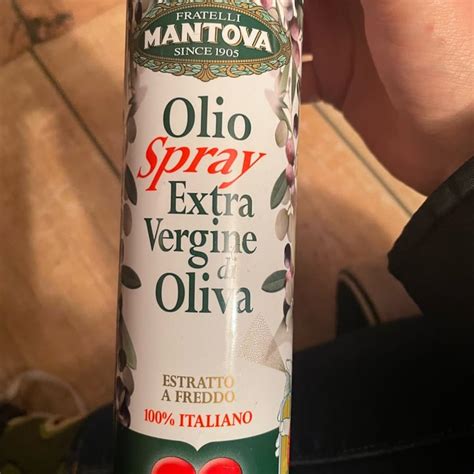 FRATELLI
MANTOVA
SINCE 1905
Olio
Spray
Extra
Vergine
di
Oliva
ESTRATTO
A FREDDO
100% ITALIANO